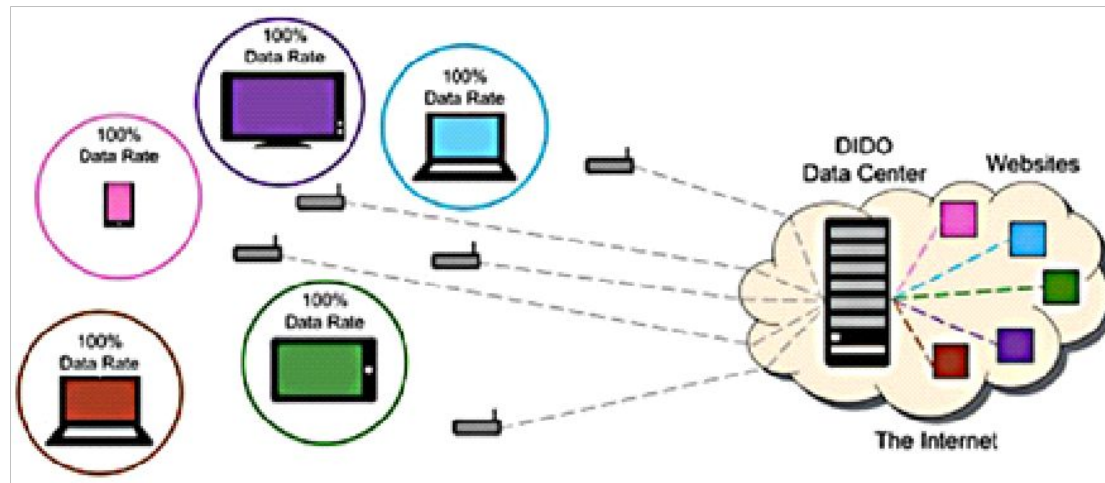 100%
Data Rate
100%
Data Rate
100%
Data Rate
100%
Data Rate
100%
Data Rate
DIDO
Data Center
Websites
The Internet